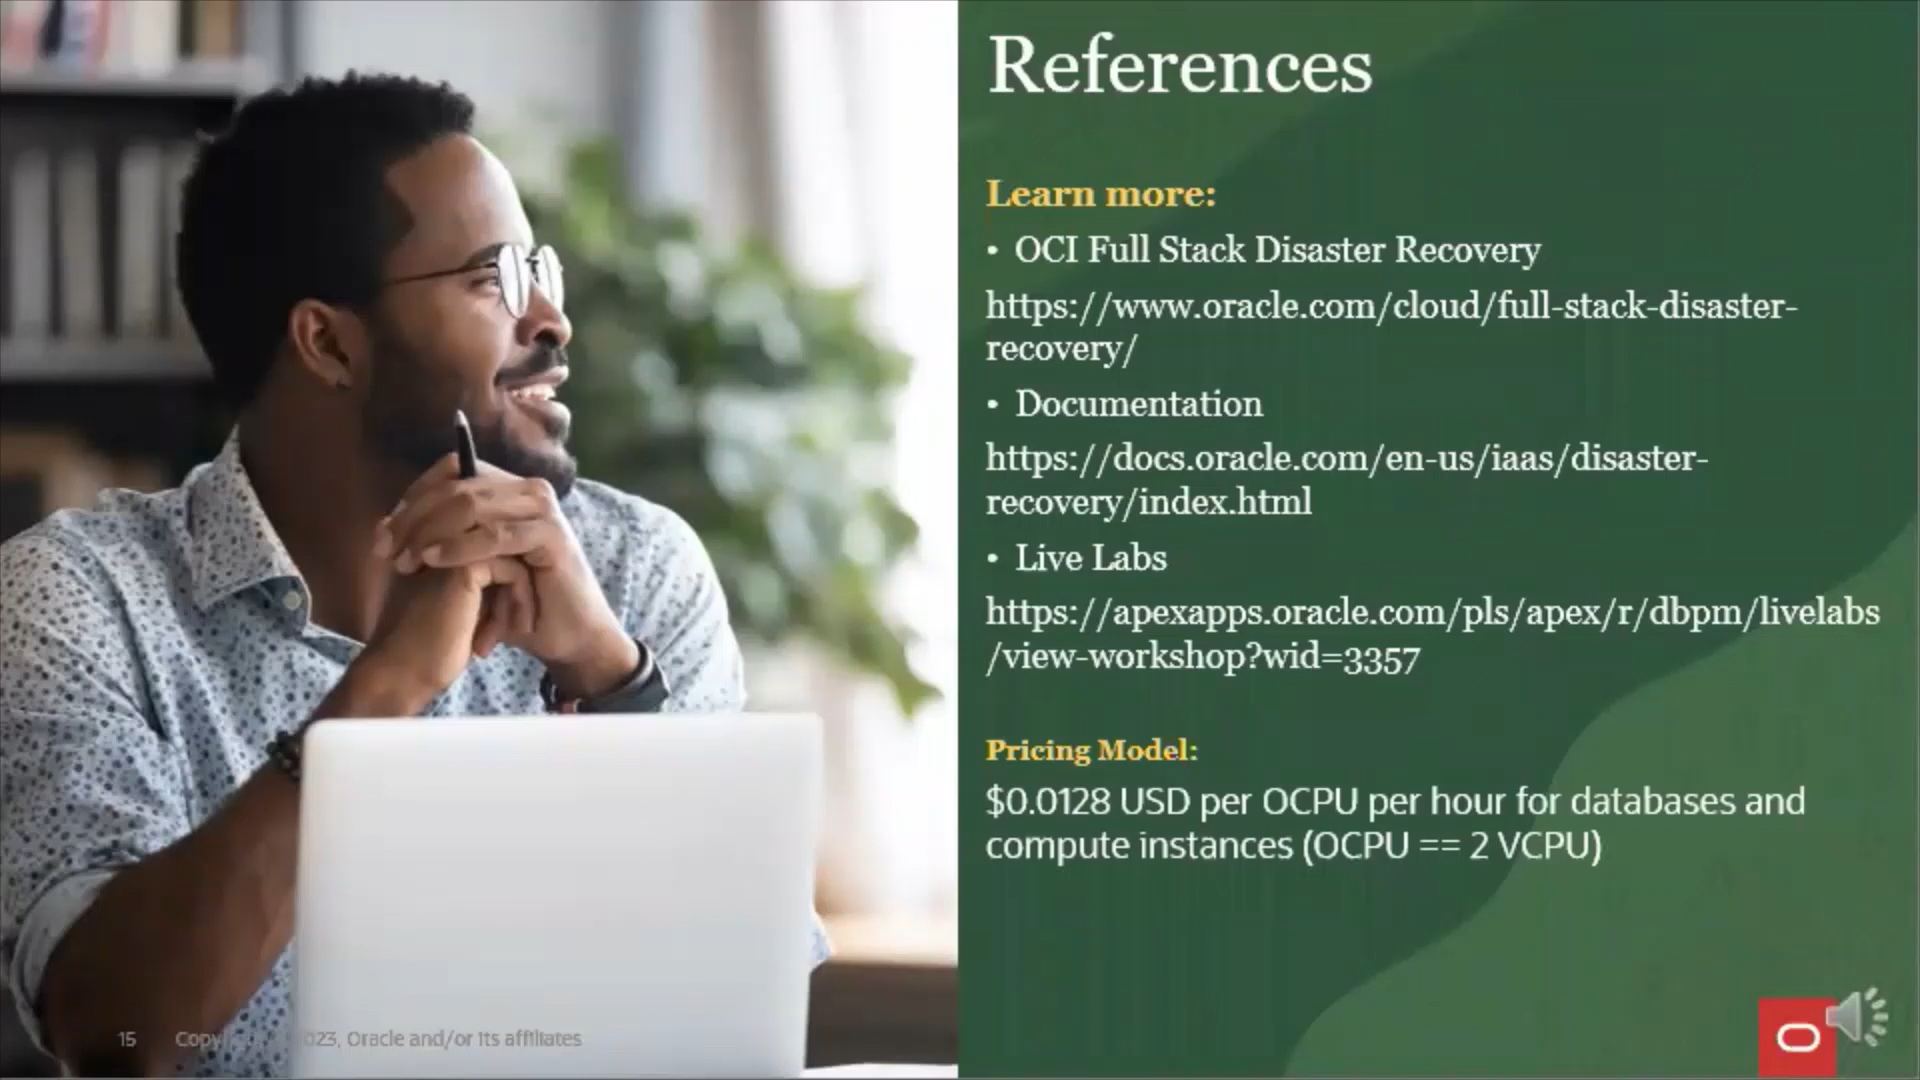 References
Learn more:
• OCI Full Stack Disaster Recovery
https://www.oracle.com/cloud/full-stack-disaster-
recovery/
• Documentation
https://docs.oracle.com/en-us/iaas/disaster-
recovery/index.html
• Live Labs
https://apexapps.oracle.com/pls/apex/r/dbpm/livelabs
/view-workshop?wid=3357
Pricing Model:
$0.0128 USD per OCPU per hour for databases and
compute instances (OCPU == 2 VCPU)
15 2023, Oracle and/or its affiliates